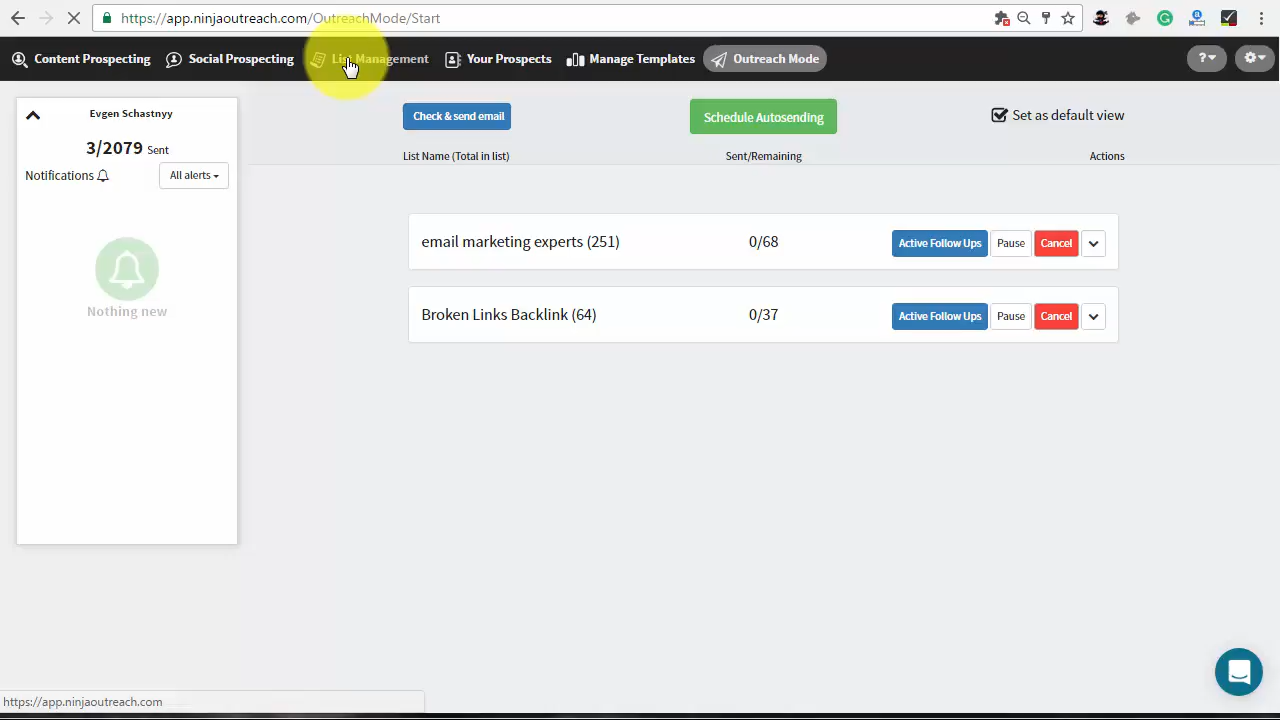 https://app.ninjaoutreach.com/OutreachMode/Start
Content Prospecting Social Prospecting List Management Your Prospects Manage Templates Outreach Mode ?
Evgen Schastnyy
3/2079 Sent
Notifications All alerts
Nothing new
Check & send email Schedule Autosending Set as default view
List Name (Total in list) Sent/Remaining Actions
email marketing experts (251) 0/68 Active Follow Ups Pause Cancel
Broken Links Backlink (64) 0/37 Active Follow Ups Pause Cancel
https://app.ninjaoutreach.com